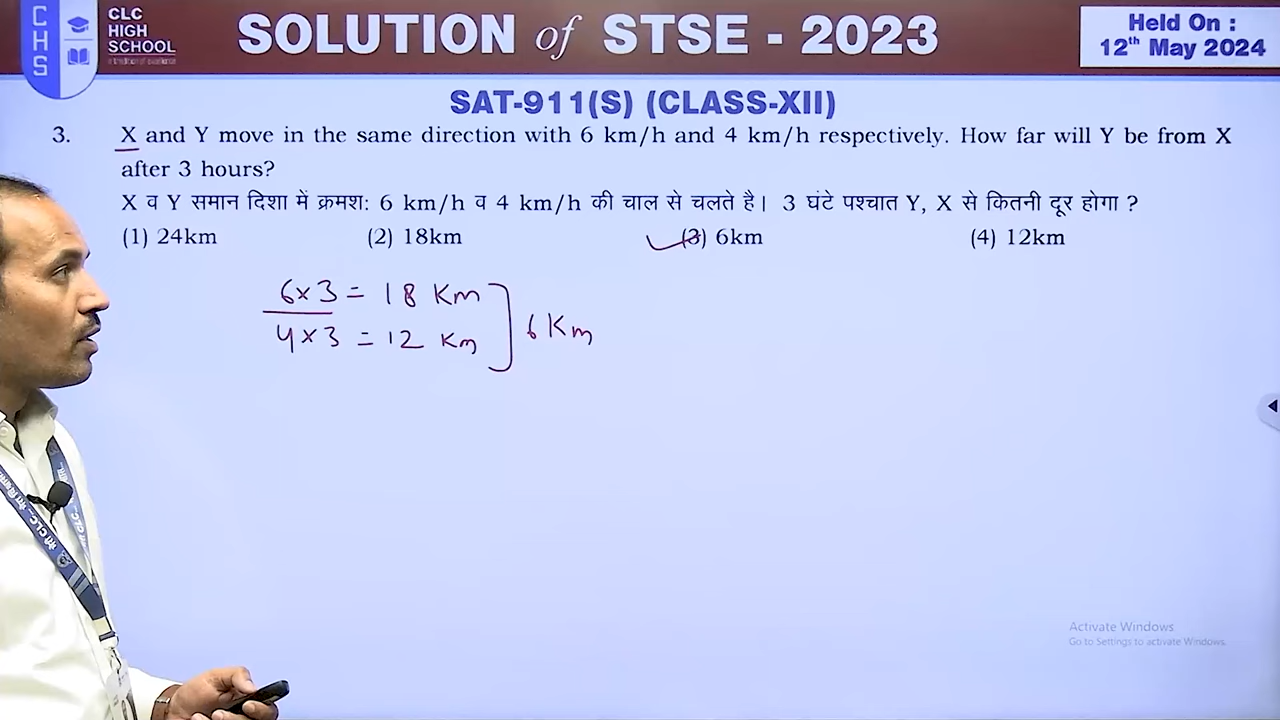 CHS
CLC
HIGH
SCHOOL
a tradition of excellence
SOLUTION of STSE - 2023
Held On :
12th May 2024
SAT-911(S) (CLASS-XII)
3. X and Y move in the same direction with 6 km/h and 4 km/h respectively. How far will Y be from X
after 3 hours?
X व Y समान दिशा में क्रमश: 6 km/h व 4 km/h की चाल से चलते है। 3 घंटे पश्चात Y, X से कितनी दूर होगा ?
(1) 24km (2) 18km (3) 6km (4) 12km
6×3 = 18 Km
4×3 = 12 Km
6 Km
Activate Windows
Go to Settings to activate Windows.